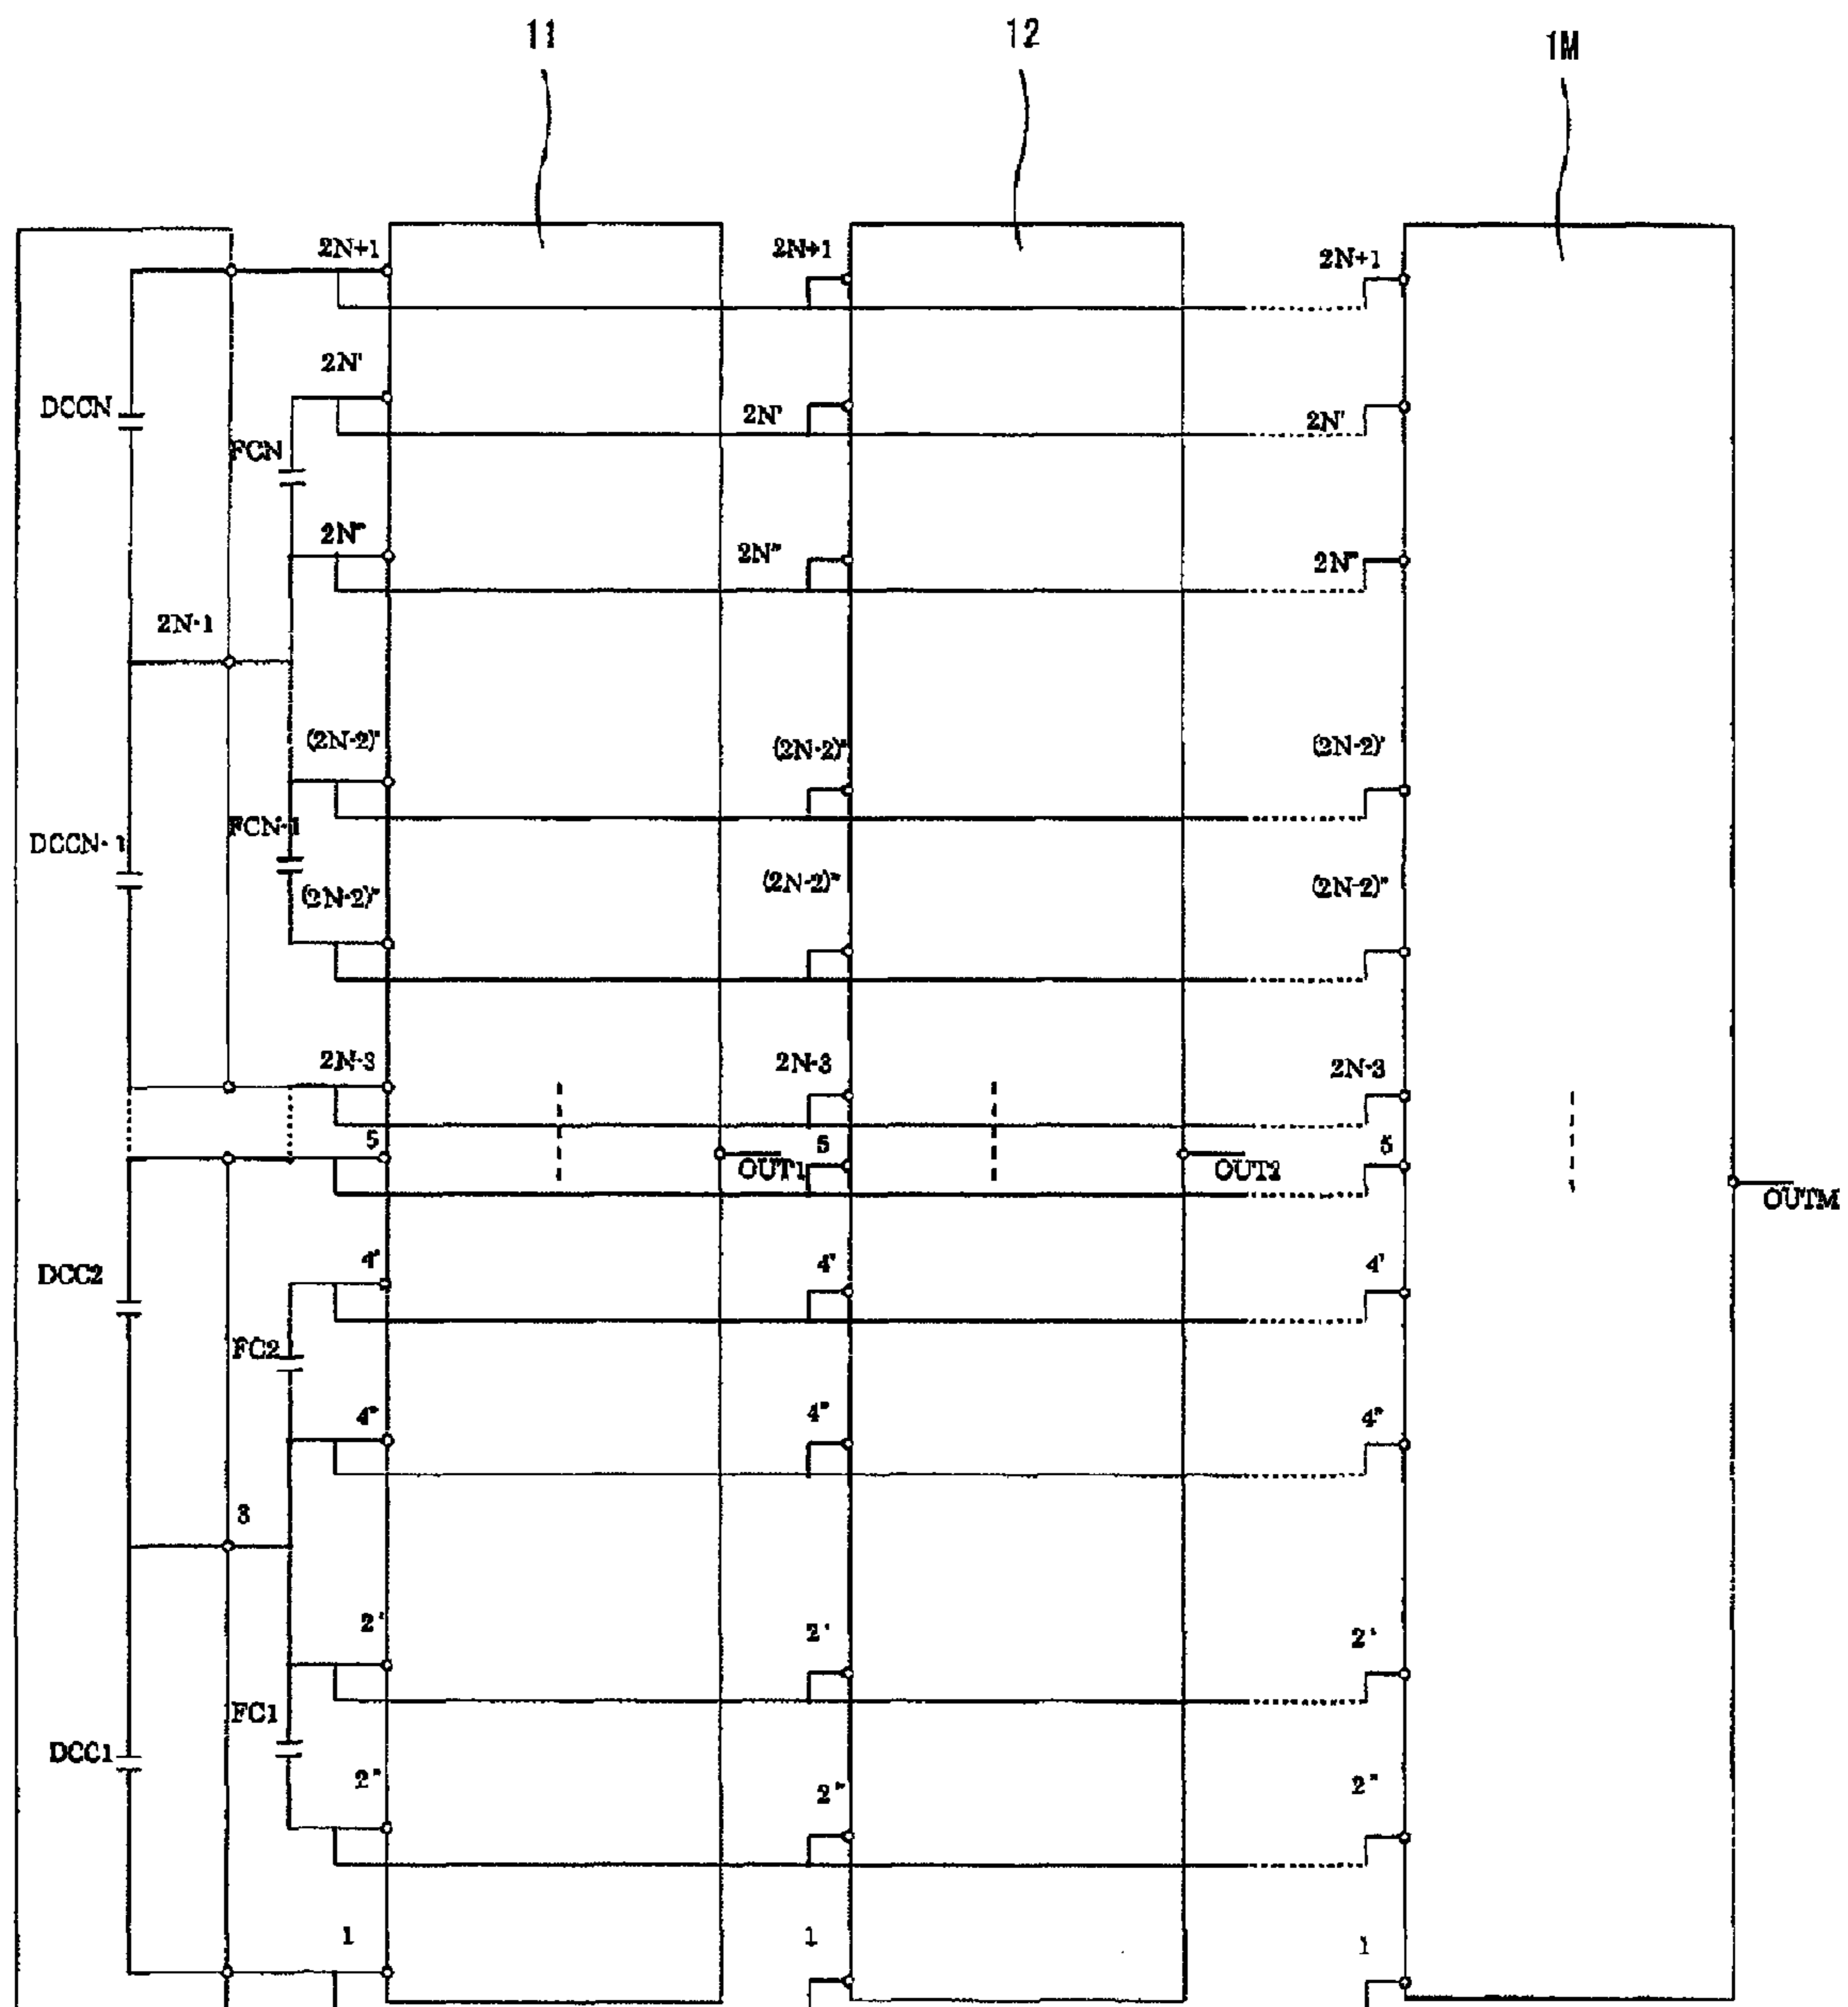 11 12 1M
2N+1 2N+1 2N+1
2N' 2N' 2N'
DCCN
FCN
2N" 2N" 2N"
2N-1
(2N-2)' (2N-2)' (2N-2)'
FCN-1
DCCN-1
(2N-2)" (2N-2)" (2N-2)"
2N-3 2N-3 2N-3
5 5 5
OUT1 OUT2 OUTM
4' 4' 4'
DCC2
FC2
4" 4" 4"
3
2' 2' 2'
FC1
DCC1
2" 2" 2"
1 1 1